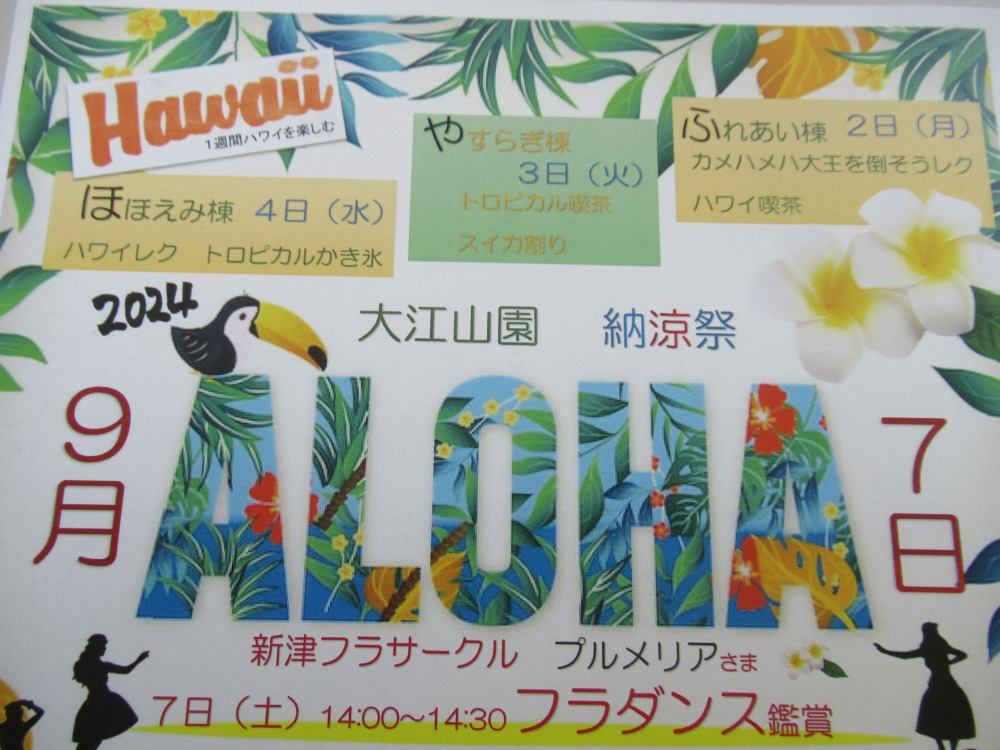 Hawaii
1週間ハワイを楽しむ
ほほえみ棟 4日（水）
ハワイレク トロピカルかき氷
やすらぎ棟
3日（火）
トロピカル喫茶
スイカ割り
ふれあい棟 2日（月）
カメハメハ大王を倒そうレク
ハワイ喫茶
2024
大江山園 納涼祭
9月
ALOHA
7日
新津フラサークル プルメリアさま
7日（土）14:00～14:30 フラダンス鑑賞